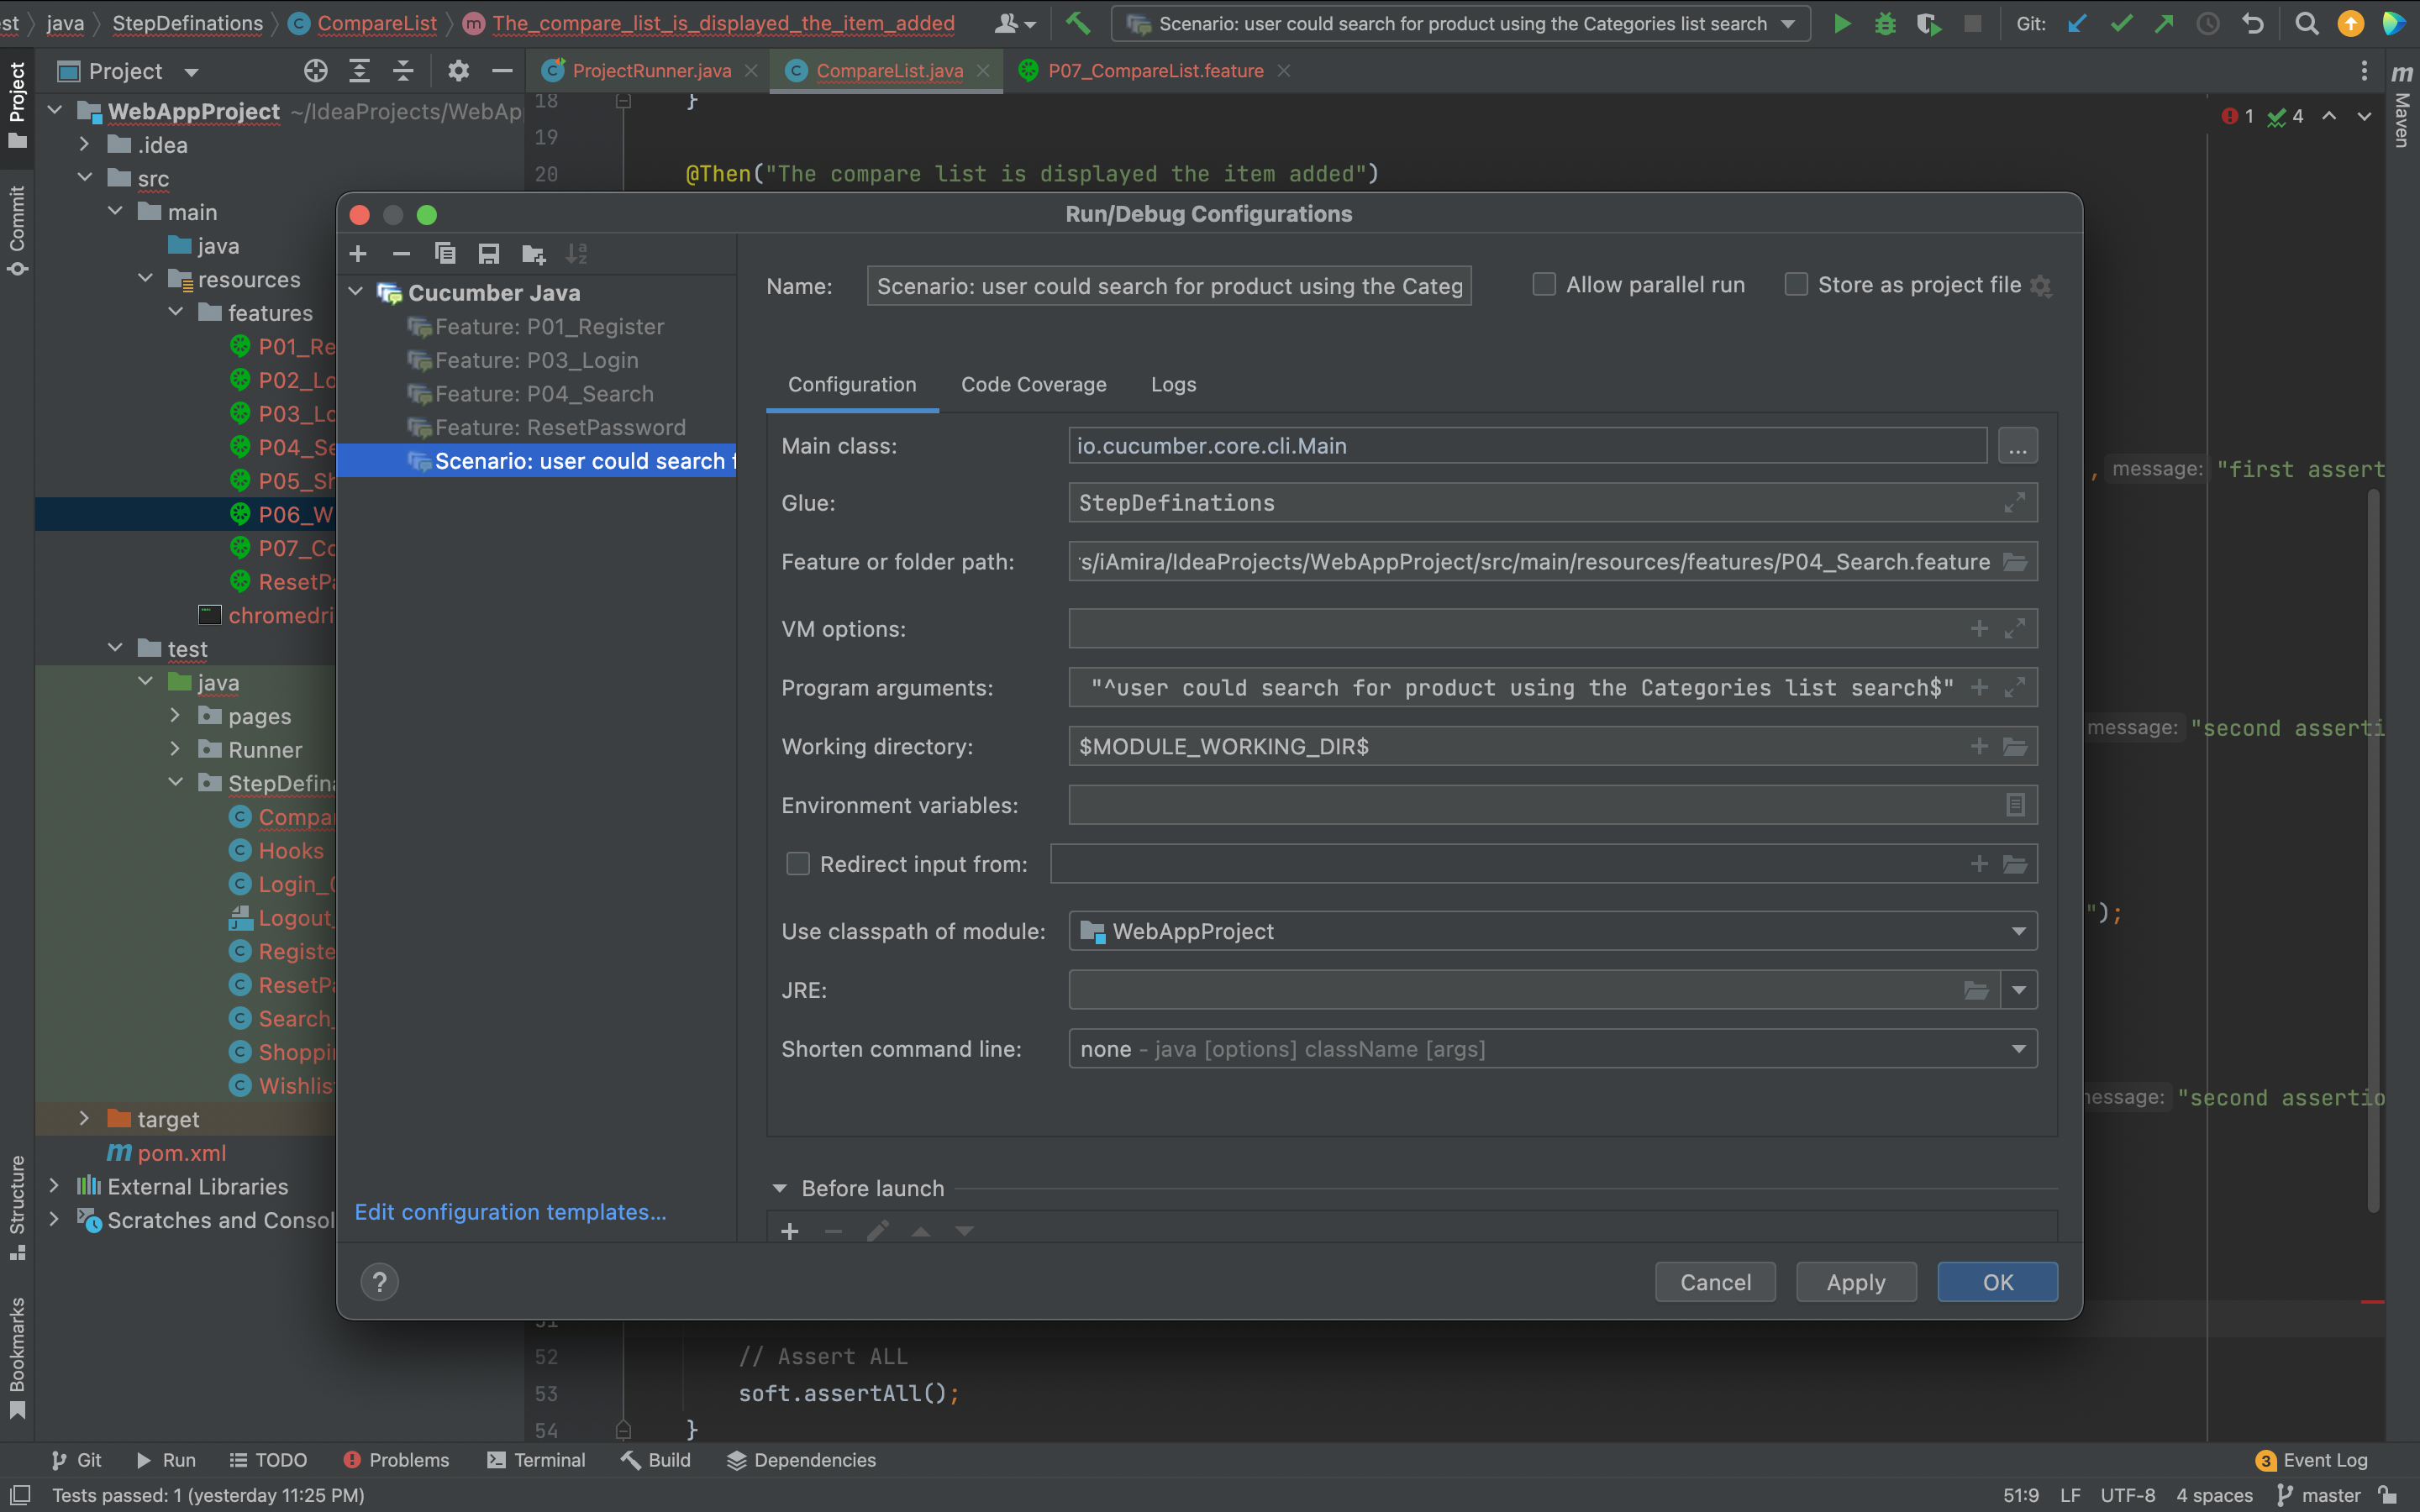 st java StepDefinations CompareList The_compare_list_is_displayed_the_item_added Scenario: user could search for product using the Categories list search Git:
Project ProjectRunner.java CompareList.java P07_CompareList.feature
Project
Commit
Structure
Bookmarks
Maven
WebAppProject ~/IdeaProjects/WebAp
.idea
src
main
java
resources
features
P01_Re
P02_Lo
P03_Lo
P04_Se
P05_Sh
P06_W
P07_Co
ResetPa
chromedri
test
java
pages
Runner
StepDefina
Compar
Hooks
Login_
Logout_
Registe
ResetPa
Search_
Shoppin
Wishlis
target
pom.xml
External Libraries
Scratches and Consol
18 }
19
20 @Then("The compare list is displayed the item added")
1 4
, message: "first assert
message: "second asserti
");
message: "second assertio
51
52 // Assert ALL
53 soft.assertAll();
54 }
Run/Debug Configurations
Cucumber Java
Feature: P01_Register
Feature: P03_Login
Feature: P04_Search
Feature: ResetPassword
Scenario: user could search f
Edit configuration templates...
Name: Scenario: user could search for product using the Categ
Allow parallel run
Store as project file
Configuration Code Coverage Logs
Main class: io.cucumber.core.cli.Main ...
Glue: StepDefinations
Feature or folder path: s/iAmira/IdeaProjects/WebAppProject/src/main/resources/features/P04_Search.feature
VM options:
Program arguments: "^user could search for product using the Categories list search$"
Working directory: $MODULE_WORKING_DIR$
Environment variables:
Redirect input from:
Use classpath of module: WebAppProject
JRE:
Shorten command line: none - java [options] className [args]
Before launch
? Cancel Apply OK
Git Run TODO Problems Terminal Build Dependencies 3 Event Log
Tests passed: 1 (yesterday 11:25 PM) 51:9 LF UTF-8 4 spaces master